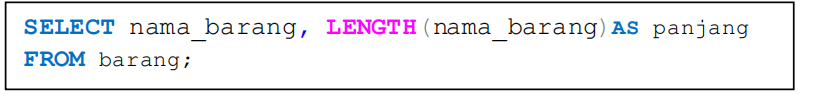 SELECT nama_barang, LENGTH(nama_barang)AS panjang
FROM barang;